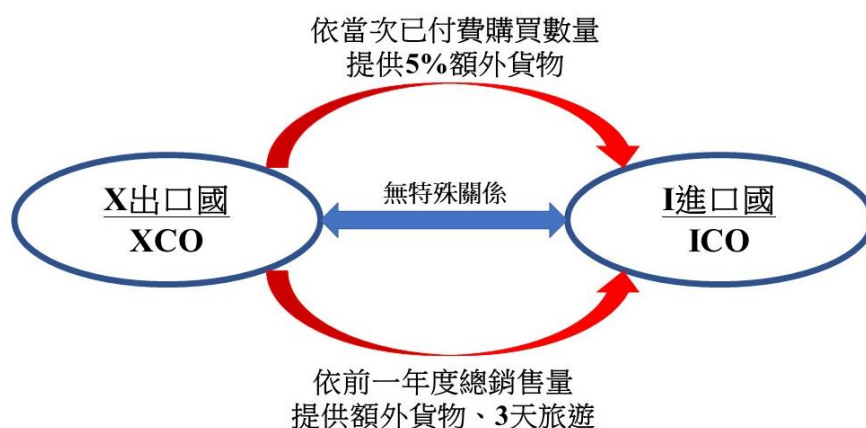 依當次已付費購買數量
提供5%額外貨物
X出口國
XCO
無特殊關係
I進口國
ICO
依前一年度總銷售量
提供額外貨物、3天旅遊